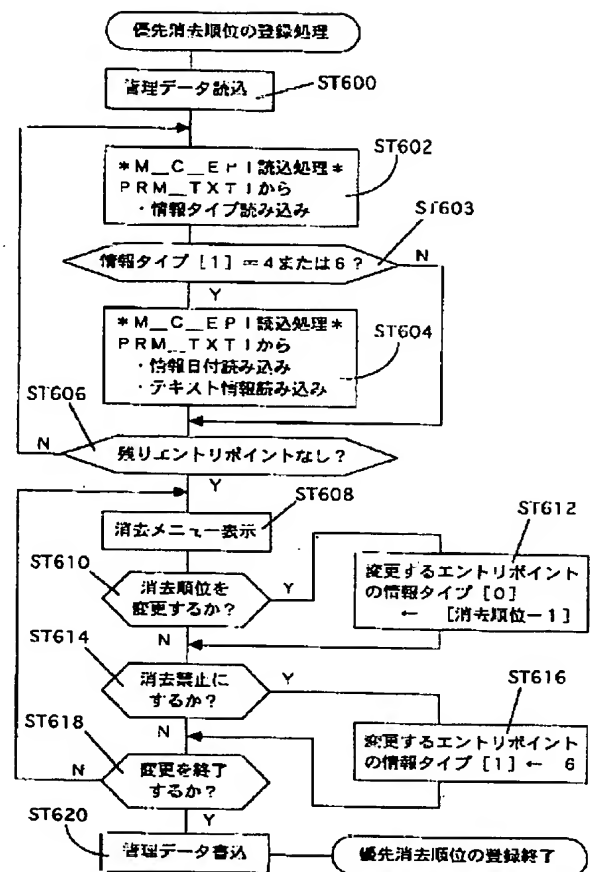 優先消去順位の登録処理
管理データ読込
ST600
*M__C__EPI読込処理*
PRM__TXTIから
・情報タイプ読み込み
ST602
ST603
情報タイプ[1]=4または6?
N
Y
*M__C__EPI読込処理*
PRM__TXTIから
・情報日付読み込み
・テキスト情報読み込み
ST604
ST606
N
残りエントリポイントなし?
Y
ST608
消去メニュー表示
ST610
消去順位を
変更するか?
Y
N
ST612
変更するエントリポイント
の情報タイプ[0]
← [消去順位-1]
ST614
消去禁止に
するか?
Y
N
ST616
変更するエントリポイント
の情報タイプ[1]← 6
ST618
変更を終了
するか?
N
Y
ST620
管理データ書込
優先消去順位の登録終了